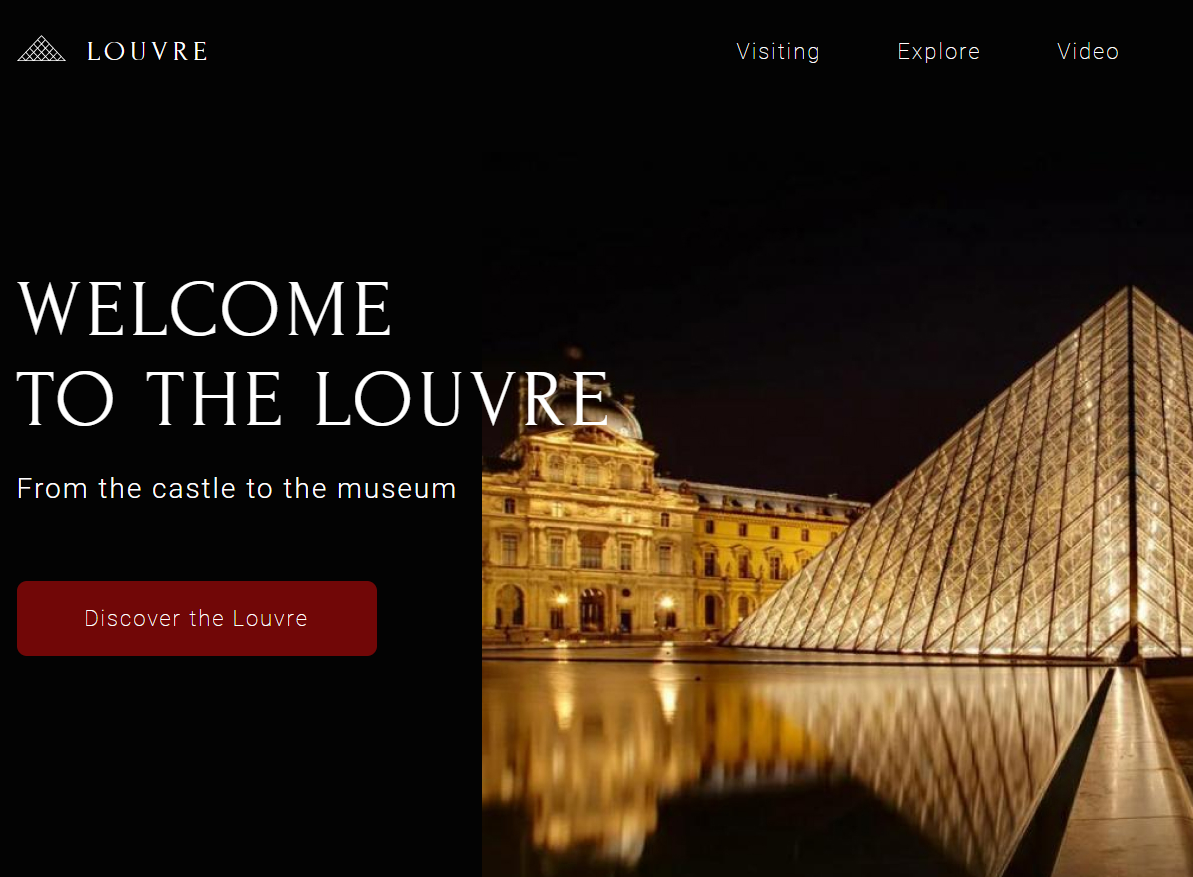 LOUVRE
Visiting
Explore
Video
WELCOME
TO THE LOUVRE
From the castle to the museum
Discover the Louvre